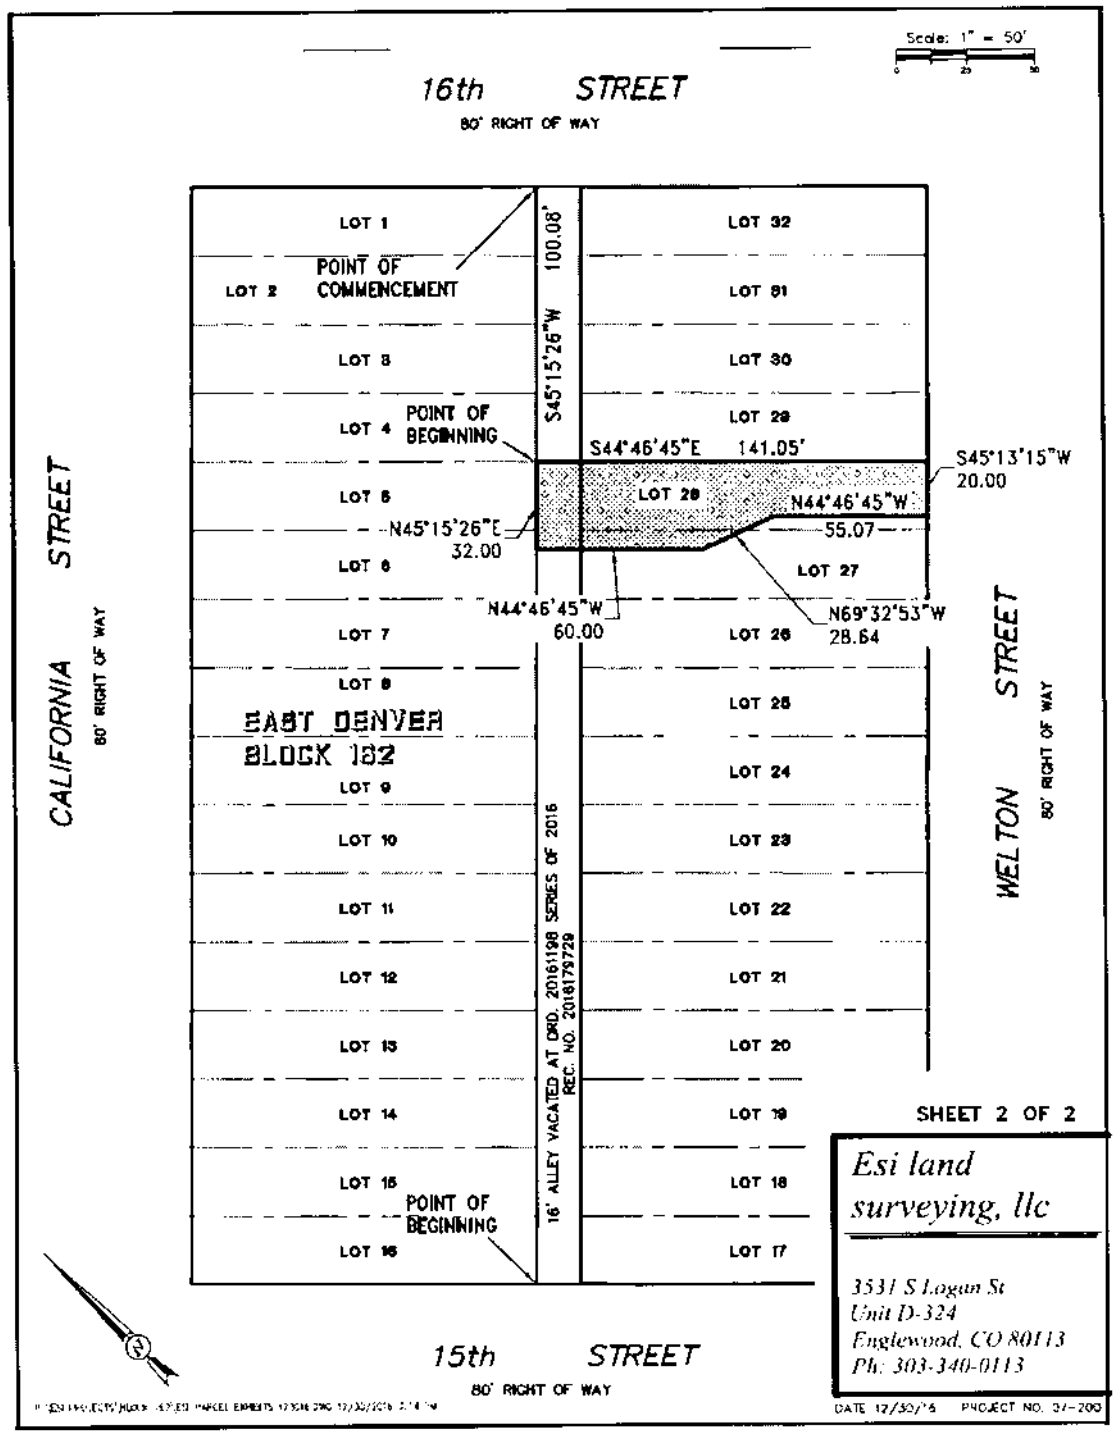 Scale: 1" = 50'
0 25 50
16th STREET
80' RIGHT OF WAY
LOT 1
LOT 32
POINT OF
COMMENCEMENT
LOT 2
LOT 31
S45°15'26"W 100.08'
LOT 3
LOT 30
LOT 4
LOT 29
POINT OF
BEGINNING
S44°46'45"E 141.05'
S45°13'15"W
20.00
LOT 5
LOT 28
N44°46'45"W
55.07
N45°15'26"E
32.00
LOT 6
LOT 27
N44°46'45"W
60.00
N69°32'53"W
28.64
LOT 7
LOT 26
LOT 8
LOT 25
EAST DENVER
BLOCK 162
LOT 24
LOT 9
LOT 10
LOT 23
LOT 11
LOT 22
LOT 12
LOT 21
LOT 13
LOT 20
LOT 14
LOT 19
LOT 15
LOT 18
LOT 16
LOT 17
POINT OF
BEGINNING
16' ALLEY VACATED AT ORD. 20161198 SERIES OF 2016
REC. NO. 2016179729
CALIFORNIA STREET
80' RIGHT OF WAY
WELTON STREET
80' RIGHT OF WAY
N
15th STREET
80' RIGHT OF WAY
SHEET 2 OF 2
Esi land
surveying, llc
3531 S Logan St
Unit D-324
Englewood, CO 80113
Ph: 303-340-0113
PARCEL EXHIBITS 12/30/2016
DATE 12/30/16 PROJECT NO.